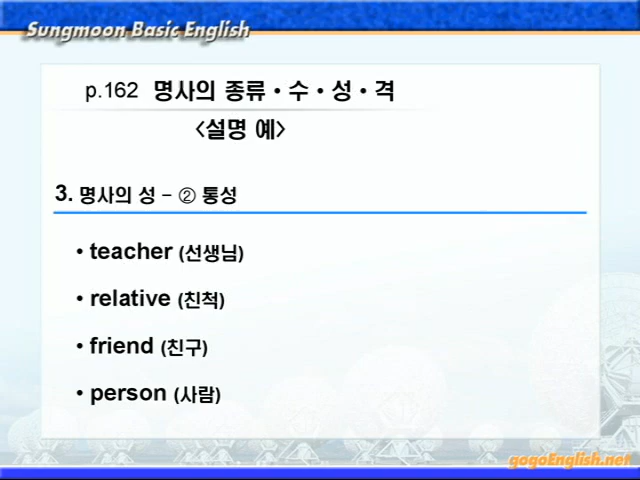 Sungmoon Basic English
p.162 명사의 종류·수·성·격
<설명 예>
3. 명사의 성 - ② 통성
• teacher (선생님)
• relative (친척)
• friend (친구)
• person (사람)
gogoEnglish.net